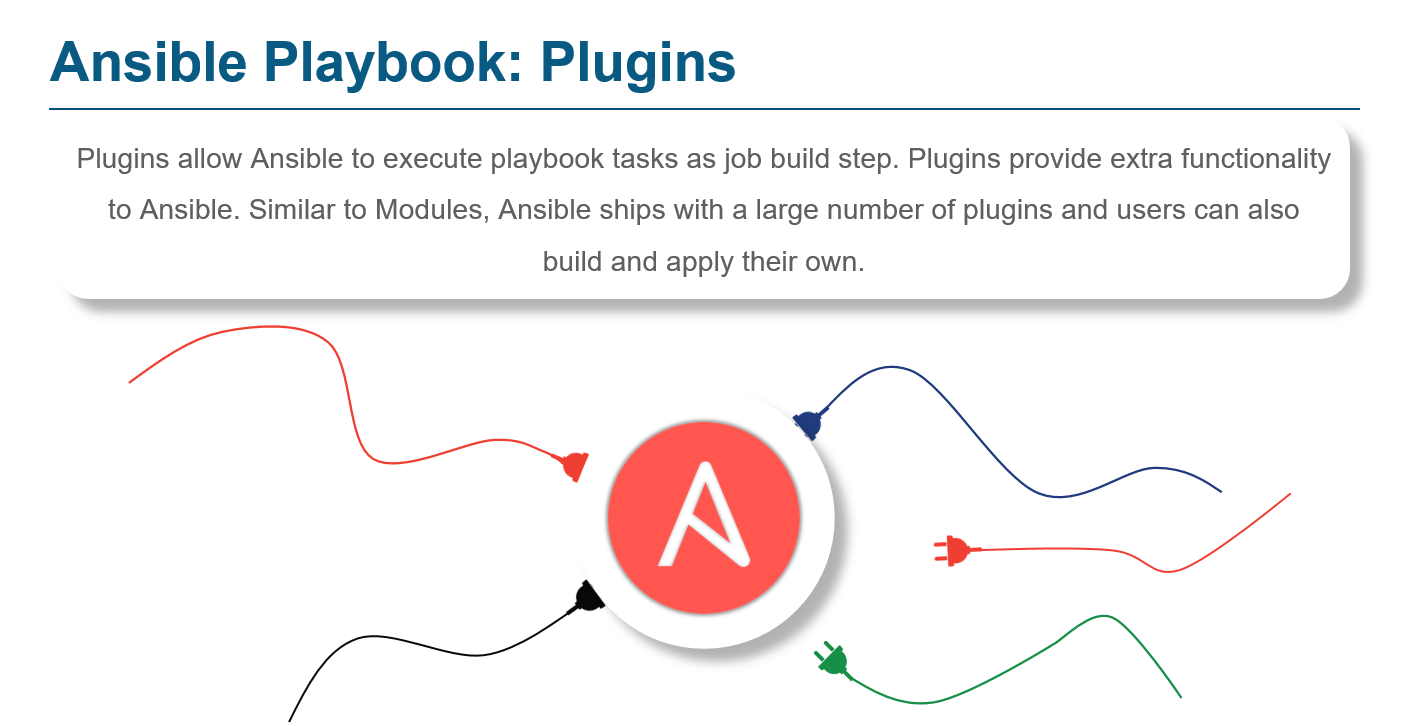 Ansible Playbook: Plugins
Plugins allow Ansible to execute playbook tasks as job build step. Plugins provide extra functionality
to Ansible. Similar to Modules, Ansible ships with a large number of plugins and users can also
build and apply their own.